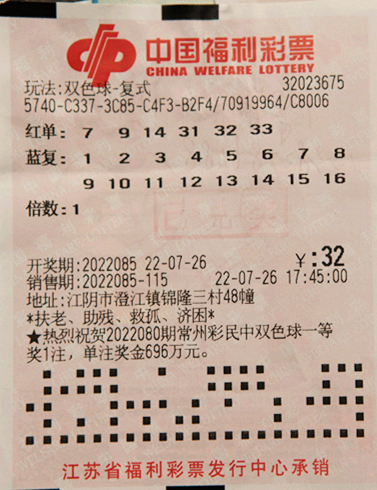 中国福利彩票
CHINA WELFARE LOTTERY
玩法:双色球-复式 32023675
5740-C337-3C85-C4F3-B2F4/70919964/C8006
红单: 7 9 14 31 32 33
蓝复: 1 2 3 4 5 6 7 8
9 10 11 12 13 14 15 16
倍数:1
开奖期:2022085 22-07-26 ¥:32
销售期:2022085-115 22-07-26 17:45:00
地址:江阴市澄江镇锦隆三村48幢
*扶老、助残、救孤、济困*
★热烈祝贺2022080期常州彩民中双色球一等
奖1注,单注奖金696万元。
江苏省福利彩票发行中心承销